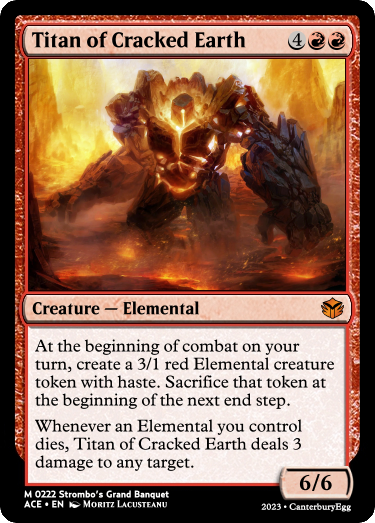 Titan of Cracked Earth 4
Creature — Elemental
At the beginning of combat on your
turn, create a 3/1 red Elemental creature
token with haste. Sacrifice that token at
the beginning of the next end step.
Whenever an Elemental you control
dies, Titan of Cracked Earth deals 3
damage to any target.
6/6
M 0222 Strombo's Grand Banquet
ACE • EN Moritz Lacusteanu
2023 • CanterburyEgg